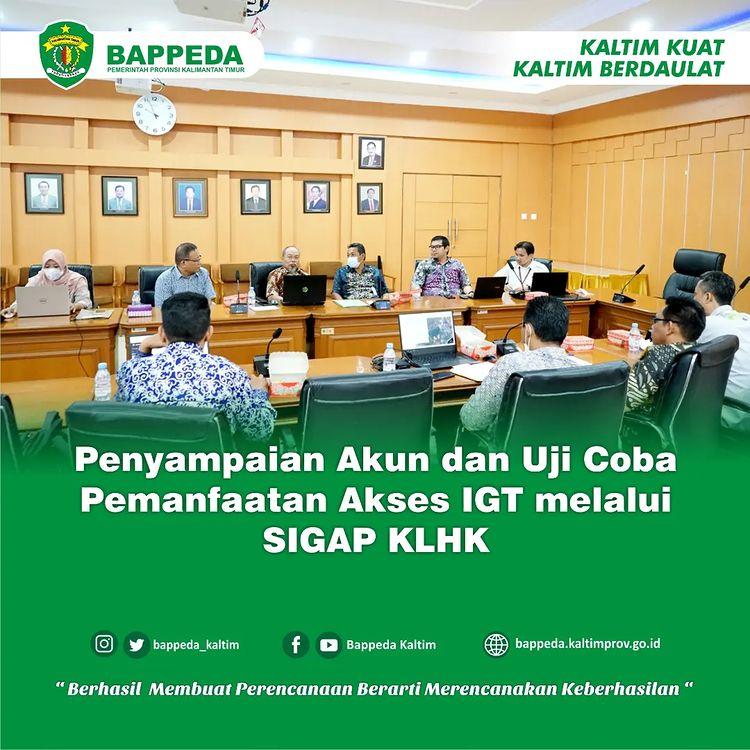 BAPPEDA
PEMERINTAH PROVINSI KALIMANTAN TIMUR
KALTIM KUAT
KALTIM BERDAULAT
Penyampaian Akun dan Uji Coba
Pemanfaatan Akses IGT melalui
SIGAP KLHK
bappeda_kaltim
Bappeda Kaltim
bappeda.kaltimprov.go.id
“ Berhasil Membuat Perencanaan Berarti Merencanakan Keberhasilan “